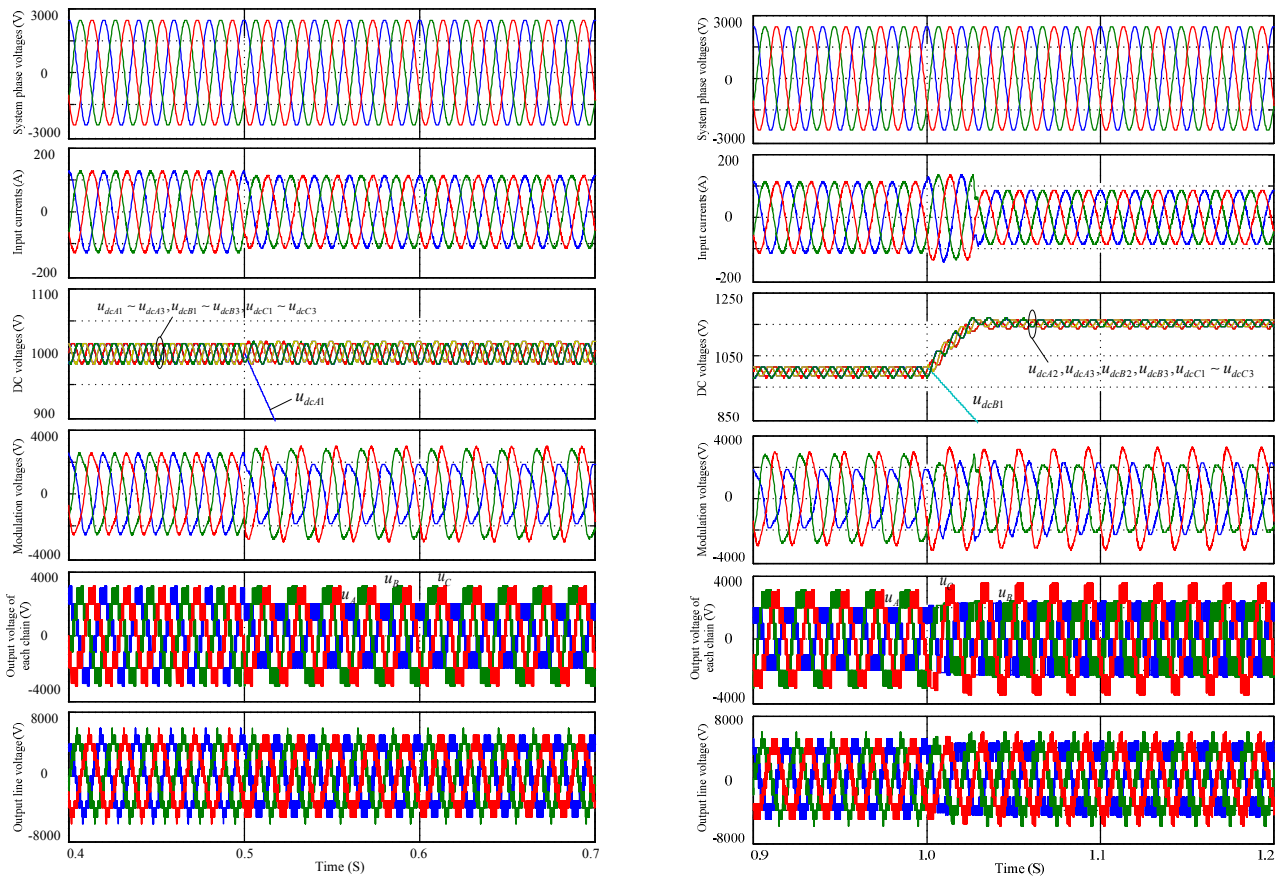 System phase voltages (V)
3000
0
-3000
Input currents (A)
200
0
-200
DC voltages (V)
1100
1000
900
u_dcA1 ~ u_dcA3, u_dcB1 ~ u_dcB3, u_dcC1 ~ u_dcC3
u_dcA1
Modulation voltages (V)
4000
0
-4000
Output voltage of
each chain (V)
4000
0
-4000
u_A
u_B
u_C
Output line voltage (V)
8000
0
-8000
0.4
0.5
0.6
0.7
Time (S)
System phase voltages (V)
3000
0
-3000
Input currents (A)
200
0
-200
DC voltages (V)
1250
1050
850
u_dcA2, u_dcA3, u_dcB2, u_dcB3, u_dcC1 ~ u_dcC3
u_dcB1
Modulation voltages (V)
4000
0
-4000
Output voltage of
each chain (V)
4000
0
-4000
u_A
u_C
u_B
Output line voltage (V)
8000
0
-8000
0.9
1.0
1.1
1.2
Time (S)